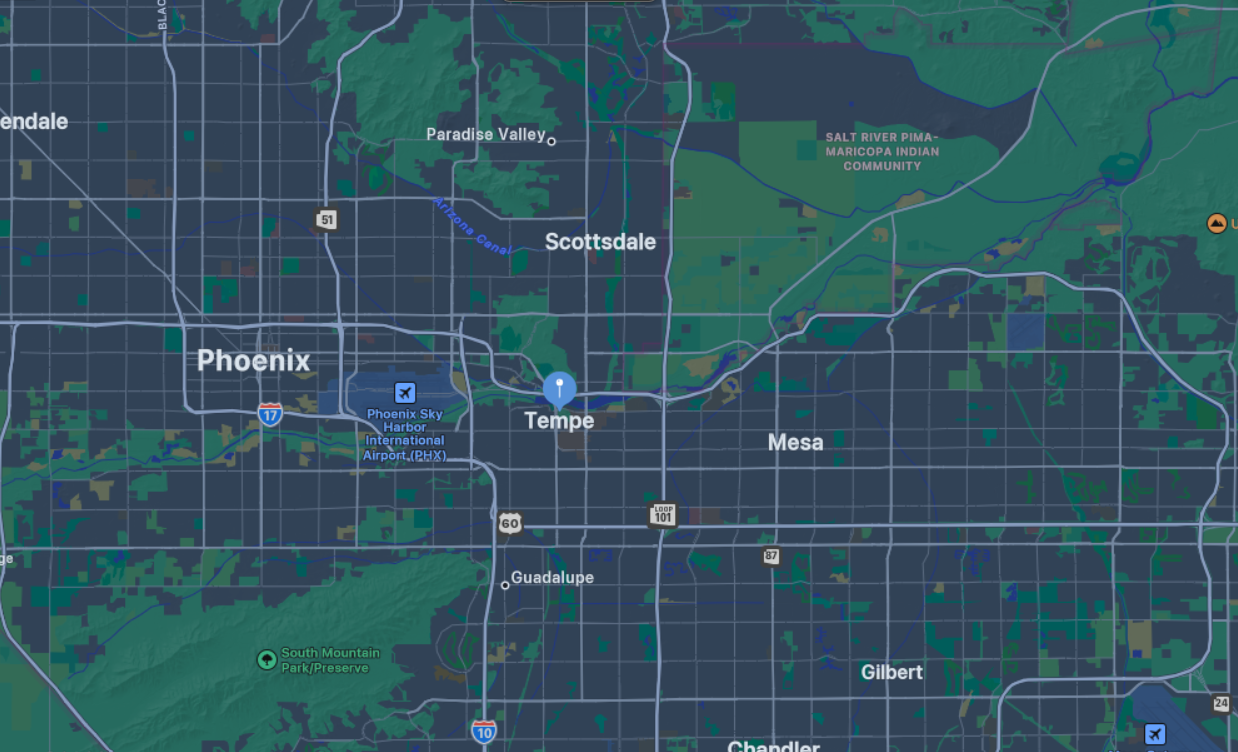 BLAC
endale
Paradise Valley
SALT RIVER PIMA-
MARICOPA INDIAN
COMMUNITY
51
Arizona Canal
Scottsdale
U
Phoenix
17
Phoenix Sky
Harbor
International
Airport (PHX)
Tempe
Mesa
60
LOOP
101
87
ge
Guadalupe
South Mountain
Park/Preserve
Gilbert
24
10
Chandler